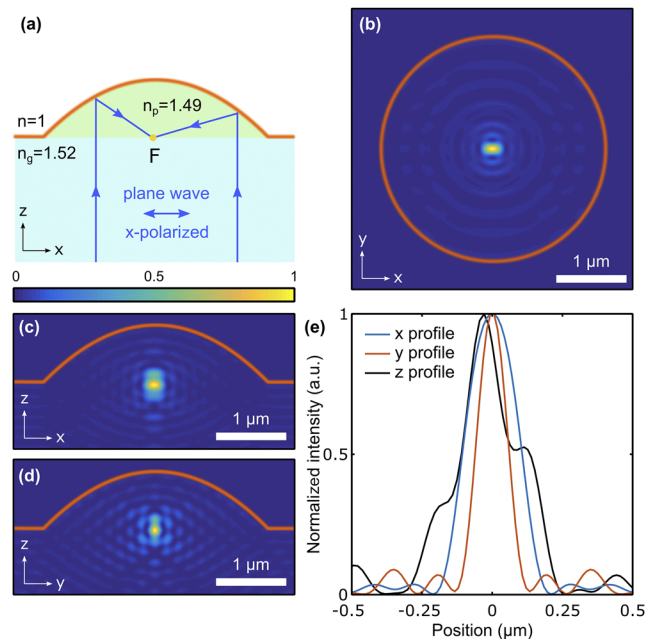 (a)
n=1
nₚ=1.49
n_g=1.52
F
plane wave
x-polarized
z
x
0
0.5
1
(b)
y
x
1 µm
(c)
z
x
1 µm
(d)
z
y
1 µm
(e)
x profile
y profile
z profile
Normalized intensity (a.u.)
1
0.5
0
-0.5
-0.25
0
0.25
0.5
Position (µm)